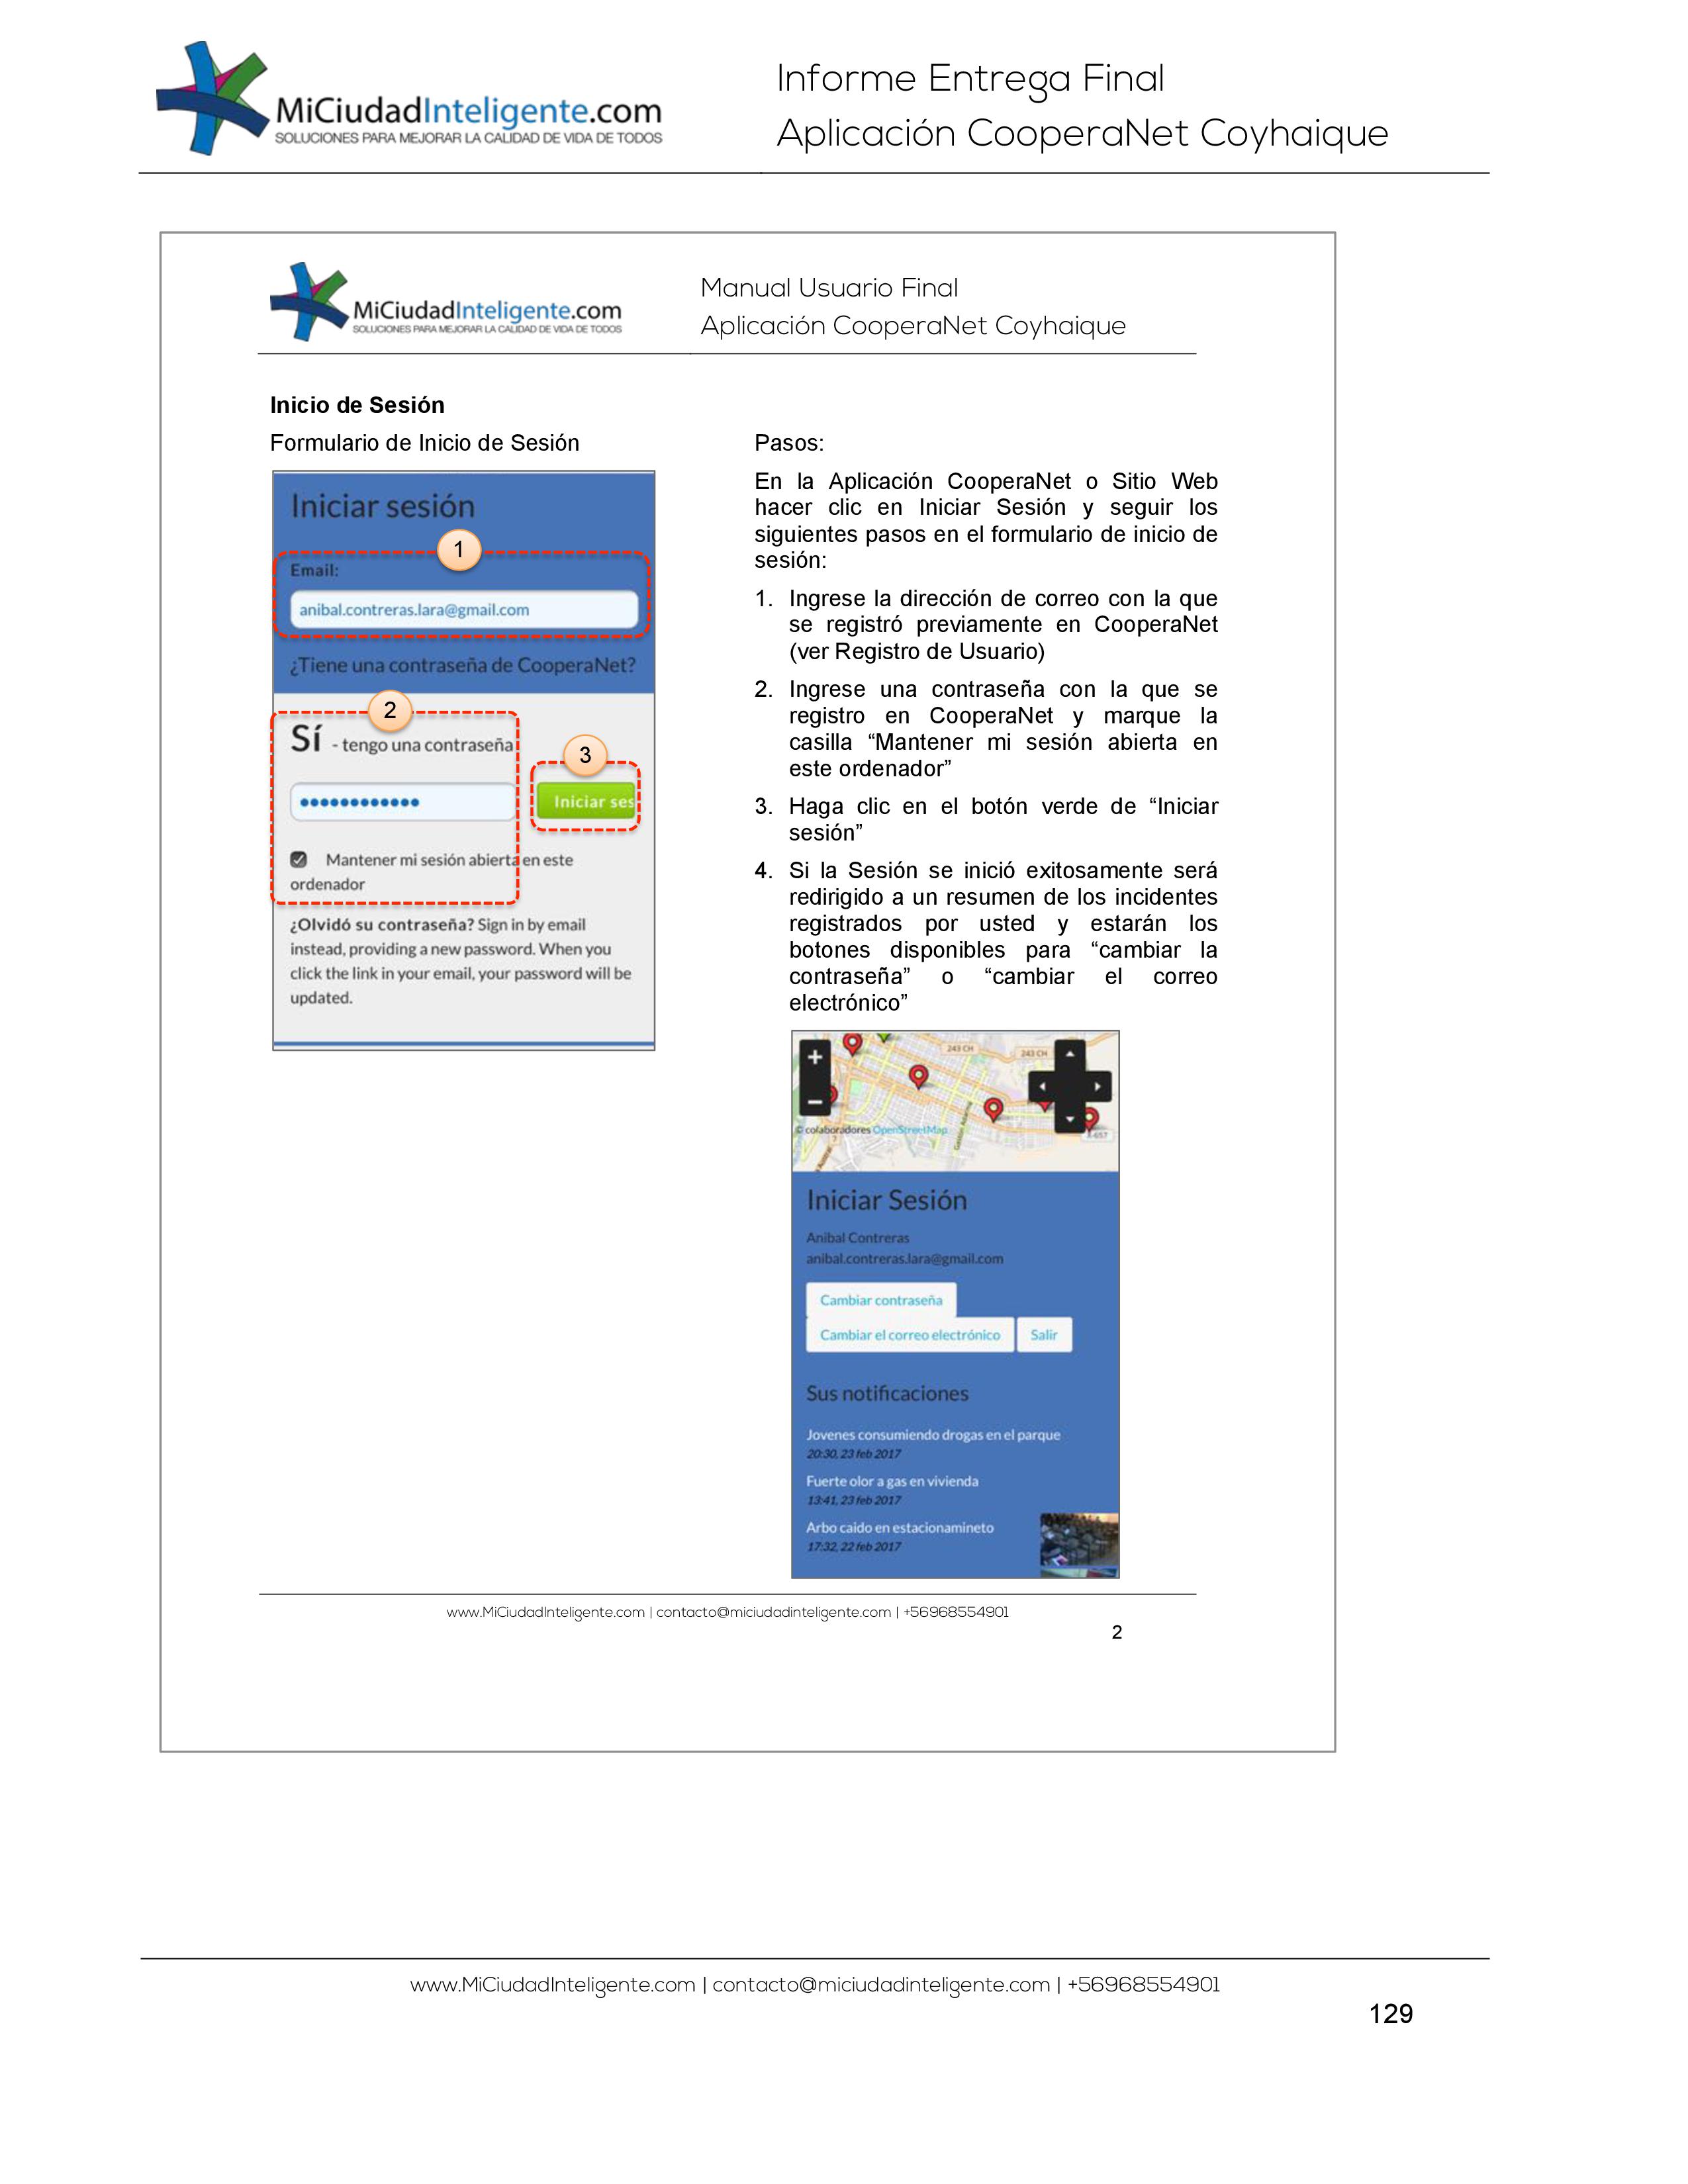 MiCiudadInteligente.com
SOLUCIONES PARA MEJORAR LA CALIDAD DE VIDA DE TODOS
Informe Entrega Final
Aplicación CooperaNet Coyhaique
MiCiudadInteligente.com
SOLUCIONES PARA MEJORAR LA CALIDAD DE VIDA DE TODOS
Manual Usuario Final
Aplicación CooperaNet Coyhaique
Inicio de Sesión
Formulario de Inicio de Sesión
Iniciar sesión
1
Email:
anibal.contreras.lara@gmail.com
¿Tiene una contraseña de CooperaNet?
2
Sí - tengo una contraseña
3
••••••••••••
Iniciar ses
Mantener mi sesión abierta en este
ordenador
¿Olvidó su contraseña? Sign in by email
instead, providing a new password. When you
click the link in your email, your password will be
updated.
Pasos:
En la Aplicación CooperaNet o Sitio Web
hacer clic en Iniciar Sesión y seguir los
siguientes pasos en el formulario de inicio de
sesión:
1. Ingrese la dirección de correo con la que
se registró previamente en CooperaNet
(ver Registro de Usuario)
2. Ingrese una contraseña con la que se
registro en CooperaNet y marque la
casilla “Mantener mi sesión abierta en
este ordenador”
3. Haga clic en el botón verde de “Iniciar
sesión”
4. Si la Sesión se inició exitosamente será
redirigido a un resumen de los incidentes
registrados por usted y estarán los
botones disponibles para “cambiar la
contraseña” o “cambiar el correo
electrónico”
+
243 CH
243 CH
−
© colaboradores OpenStreetMap
X-657
Iniciar Sesión
Anibal Contreras
anibal.contreras.lara@gmail.com
Cambiar contraseña
Cambiar el correo electrónico
Salir
Sus notificaciones
Jovenes consumiendo drogas en el parque
20:30, 23 feb 2017
Fuerte olor a gas en vivienda
13:41, 23 feb 2017
Arbo caido en estacionamineto
17:32, 22 feb 2017
www.MiCiudadInteligente.com | contacto@miciudadinteligente.com | +56968554901
2
www.MiCiudadInteligente.com | contacto@miciudadinteligente.com | +56968554901
129